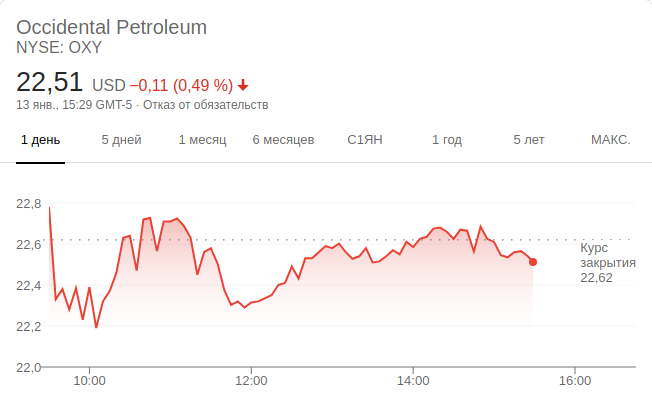 Occidental Petroleum
NYSE: OXY
22,51 USD −0,11 (0,49 %)
13 янв., 15:29 GMT-5 · Отказ от обязательств
1 день 5 дней 1 месяц 6 месяцев С1ЯН 1 год 5 лет МАКС.
22,8
22,6
Курс
закрытия
22,62
22,4
22,2
22,0
10:00 12:00 14:00 16:00